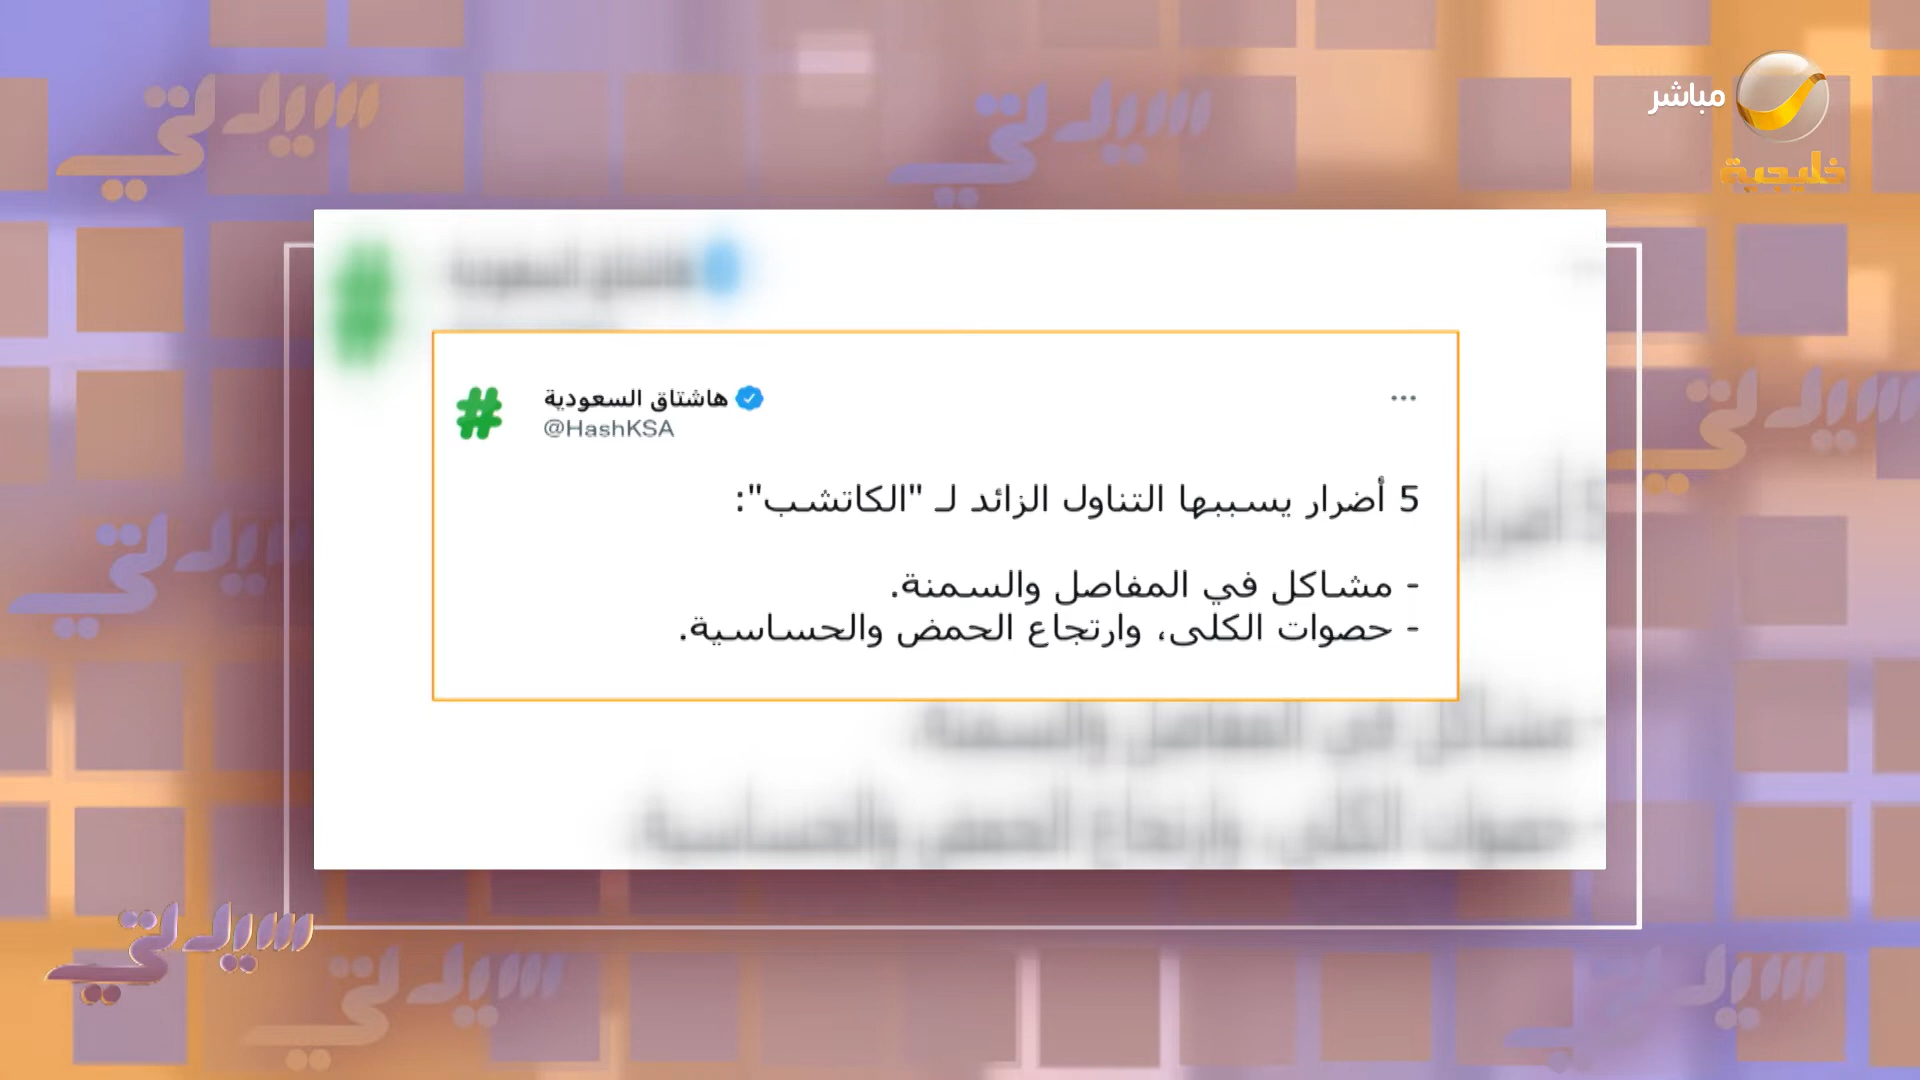 مباشر
خليجية
هاشتاق السعودية
@HashKSA
5 أضرار يسببها التناول الزائد لـ "الكاتشب":
- مشاكل في المفاصل والسمنة.
- حصوات الكلى، وارتجاع الحمض والحساسية.
سيدتي